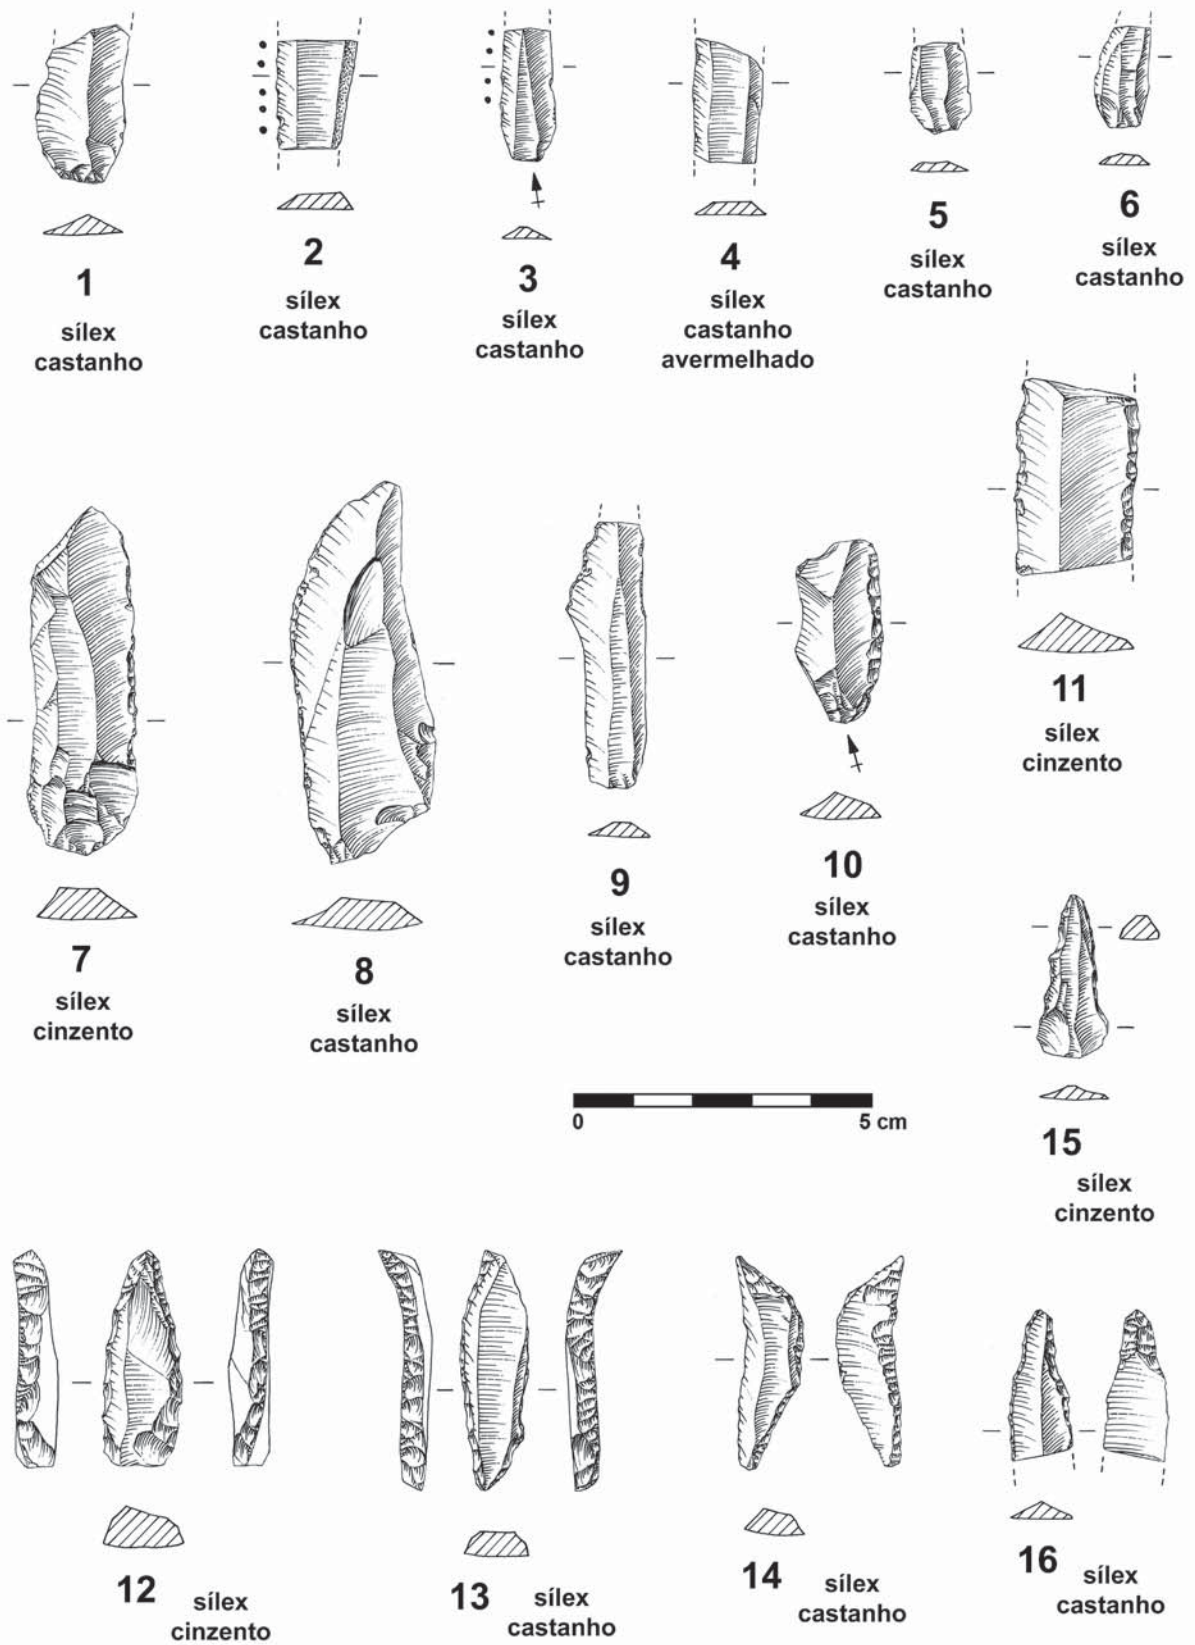 1
sílex
castanho
2
sílex
castanho
3
sílex
castanho
4
sílex
castanho
avermelhado
5
sílex
castanho
6
sílex
castanho
7
sílex
cinzento
8
sílex
castanho
9
sílex
castanho
10
sílex
castanho
11
sílex
cinzento
0 5 cm
15
sílex
cinzento
12
sílex
cinzento
13
sílex
castanho
14
sílex
castanho
16
sílex
castanho